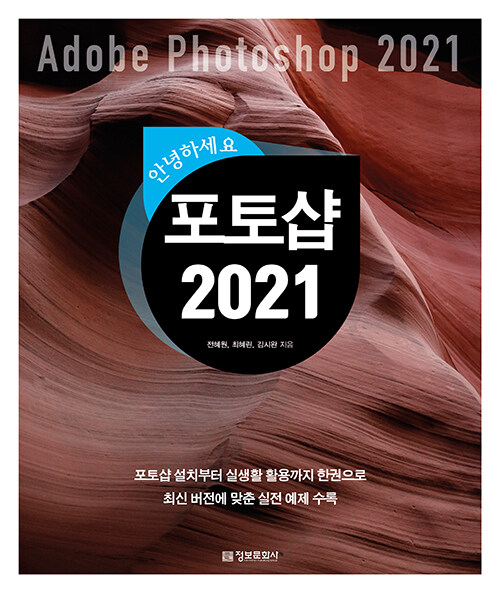 Adobe Photoshop 2021
안녕하세요
포토샵
2021
전혜원, 최혜린, 김시완 지음
포토샵 설치부터 실생활 활용까지 한권으로
최신 버전에 맞춘 실전 예제 수록
정보문화사